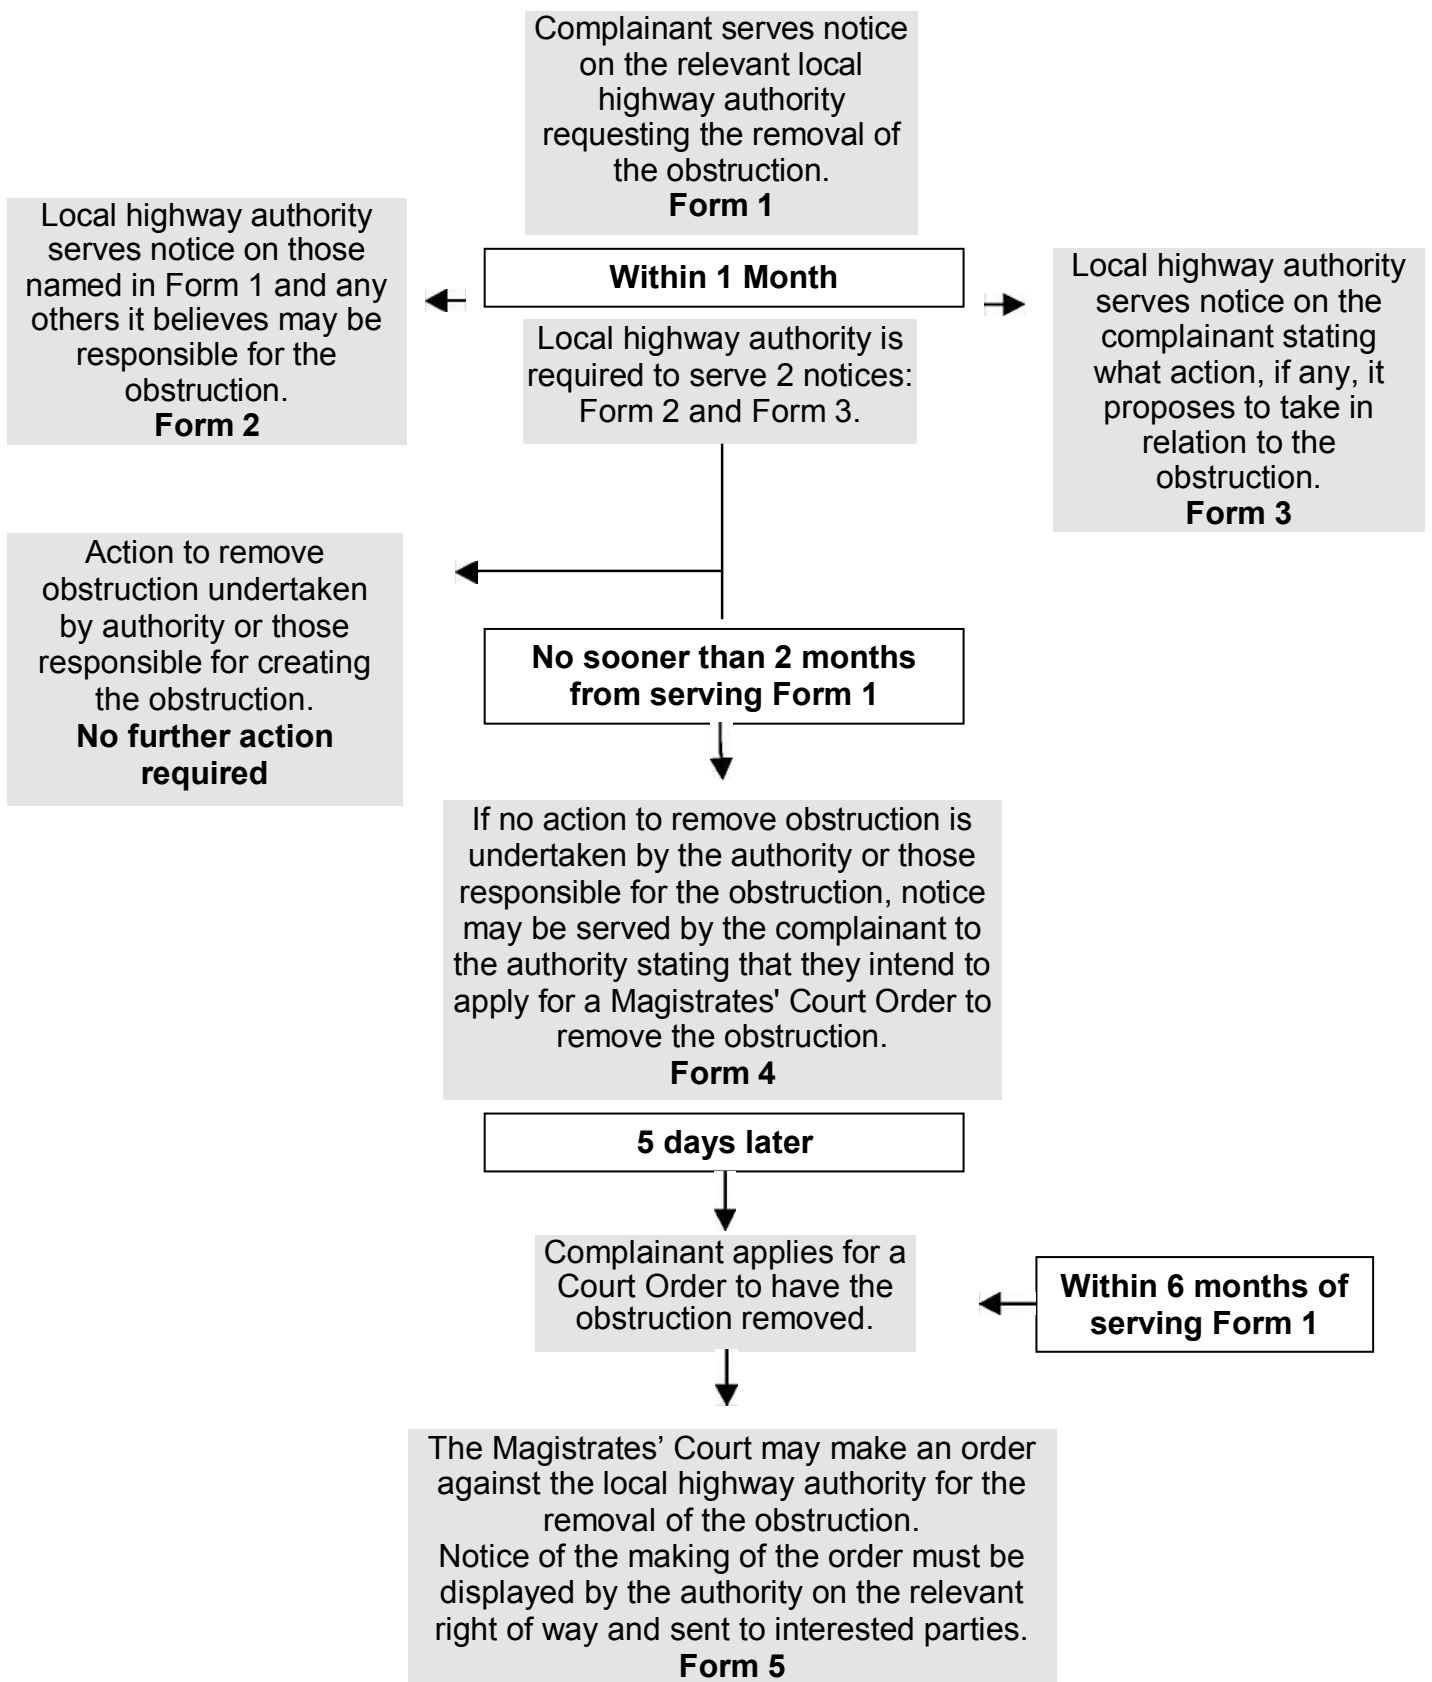 Complainant serves notice
on the relevant local
highway authority
requesting the removal of
the obstruction.
Form 1
Local highway authority
serves notice on those
named in Form 1 and any
others it believes may be
responsible for the
obstruction.
Form 2
Within 1 Month
Local highway authority is
required to serve 2 notices:
Form 2 and Form 3.
Local highway authority
serves notice on the
complainant stating
what action, if any, it
proposes to take in
relation to the
obstruction.
Form 3
Action to remove
obstruction undertaken
by authority or those
responsible for creating
the obstruction.
No further action
required
No sooner than 2 months
from serving Form 1
If no action to remove obstruction is
undertaken by the authority or those
responsible for the obstruction, notice
may be served by the complainant to
the authority stating that they intend to
apply for a Magistrates' Court Order to
remove the obstruction.
Form 4
5 days later
Complainant applies for a
Court Order to have the
obstruction removed.
Within 6 months of
serving Form 1
The Magistrates’ Court may make an order
against the local highway authority for the
removal of the obstruction.
Notice of the making of the order must be
displayed by the authority on the relevant
right of way and sent to interested parties.
Form 5